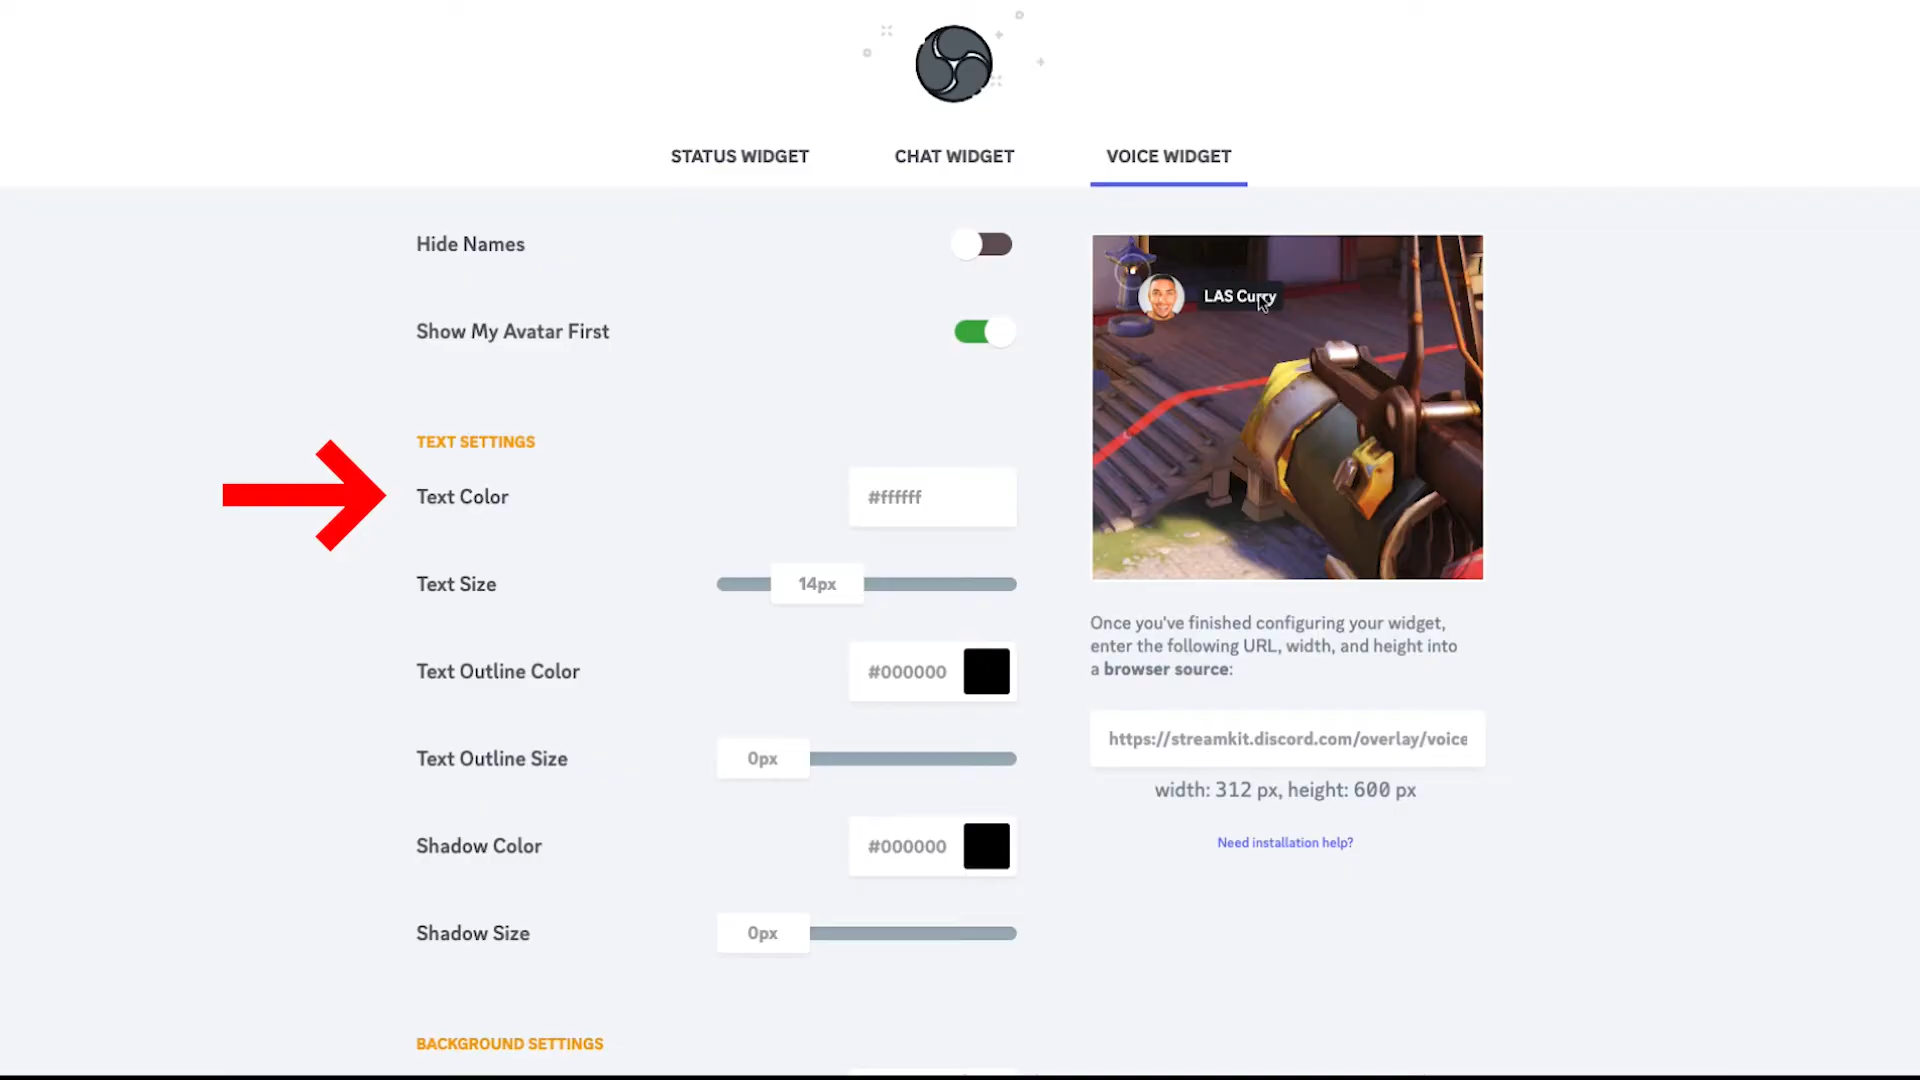 STATUS WIDGET
CHAT WIDGET
VOICE WIDGET
Hide Names
Show My Avatar First
TEXT SETTINGS
Text Color
#ffffff
Text Size
14px
Text Outline Color
#000000
Text Outline Size
0px
Shadow Color
#000000
Shadow Size
0px
BACKGROUND SETTINGS
LAS Curry
Once you've finished configuring your widget,
enter the following URL, width, and height into
a browser source:
https://streamkit.discord.com/overlay/voice
width: 312 px, height: 600 px
Need installation help?